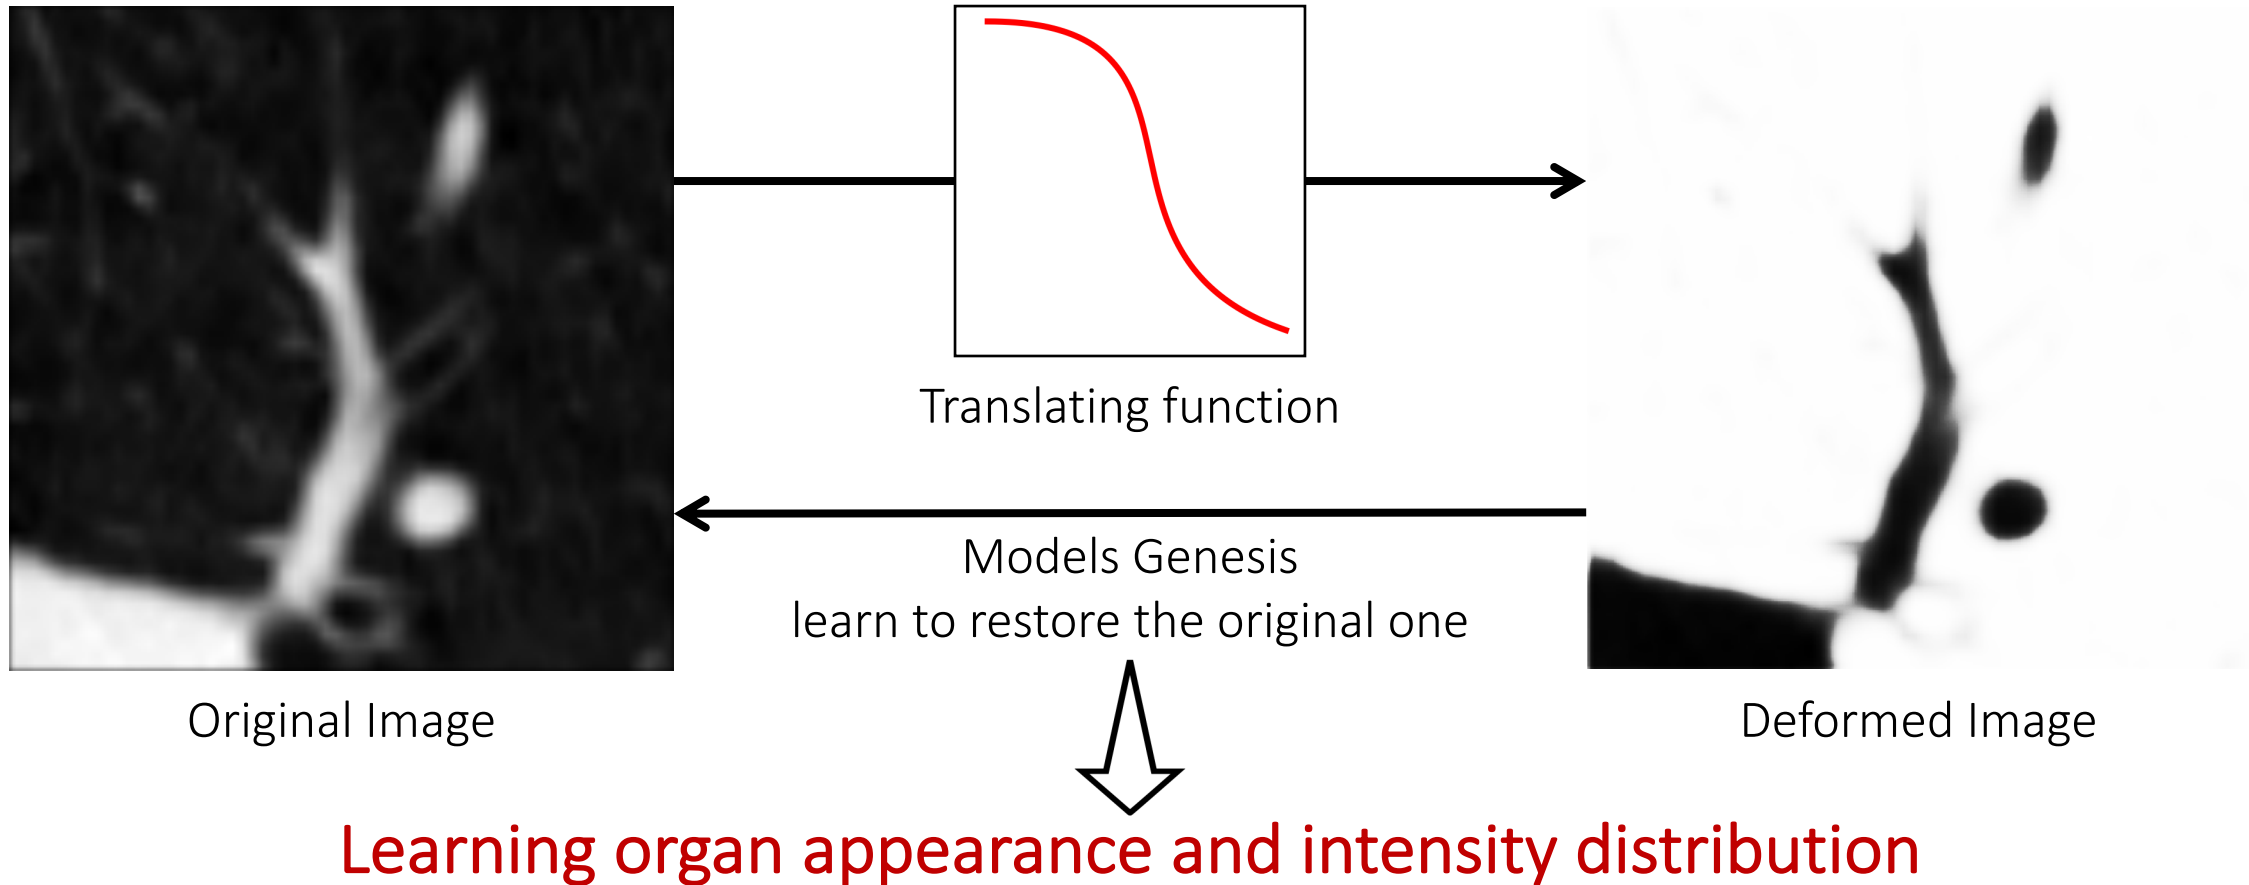 Translating function
Models Genesis
learn to restore the original one
Original Image
Deformed Image
Learning organ appearance and intensity distribution